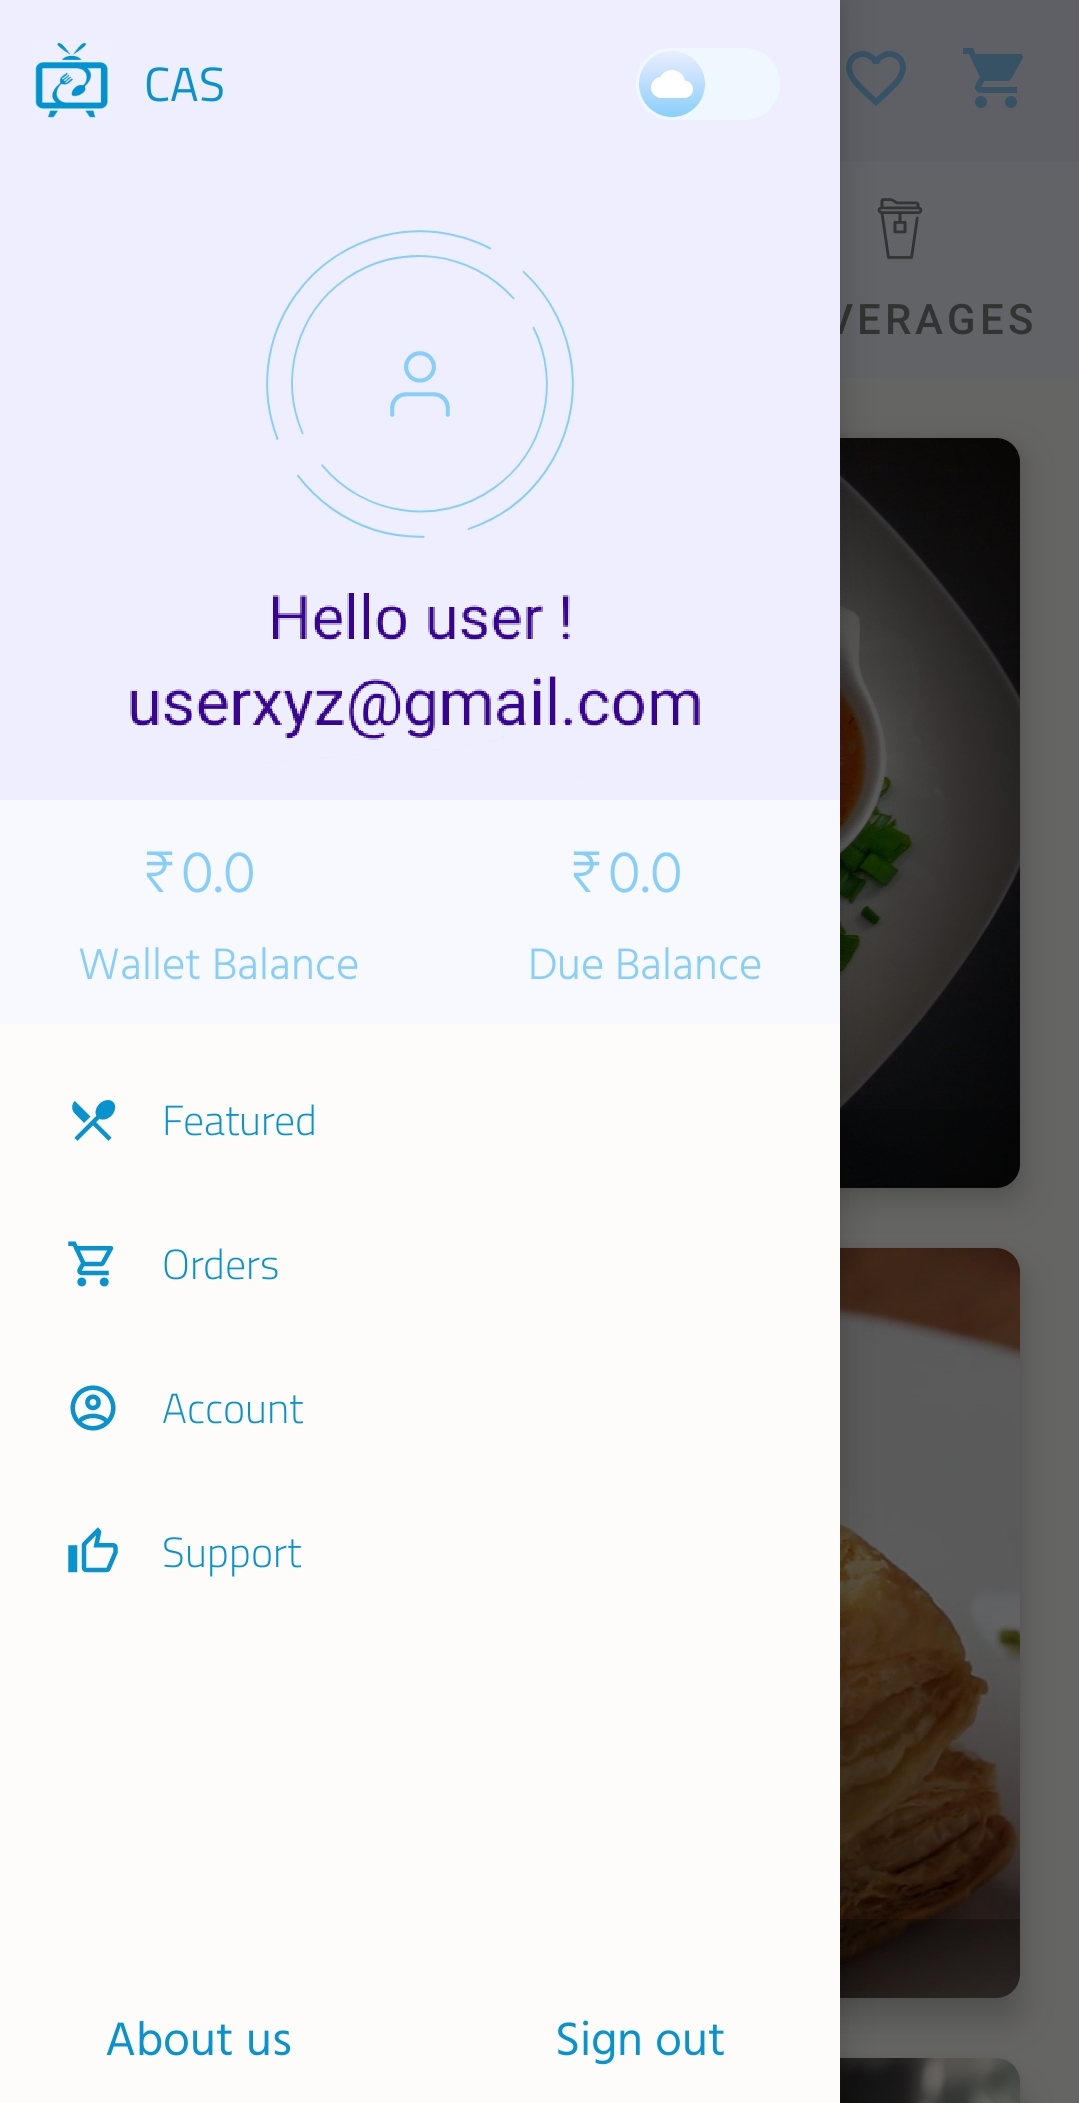 CAS
VERAGES
Hello user !
userxyz@gmail.com
₹ 0.0
₹ 0.0
Wallet Balance
Due Balance
Featured
Orders
Account
Support
About us
Sign out